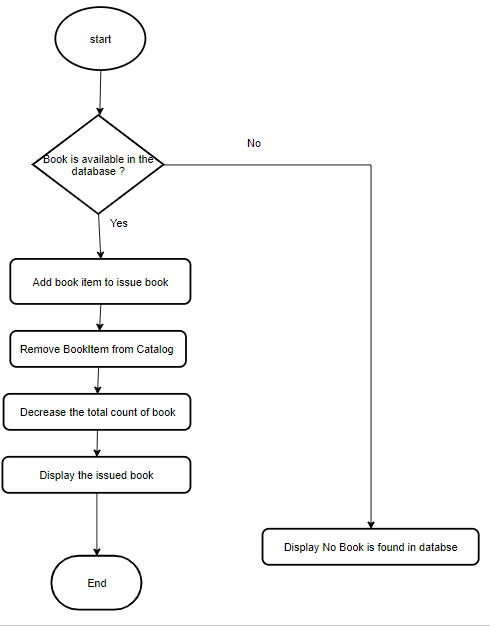 start
No
Book is available in the
database ?
Yes
Add book item to issue book
Remove BookItem from Catalog
Decrease the total count of book
Display the issued book
Display No Book is found in databse
End